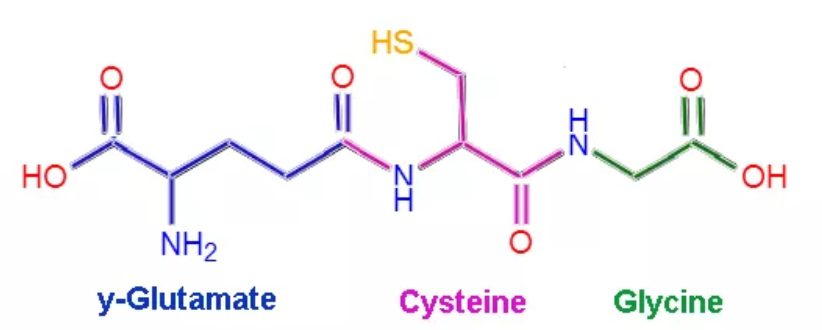 HS
O
O
O
H
N
HO
N
H
OH
NH2
O
y-Glutamate Cysteine Glycine